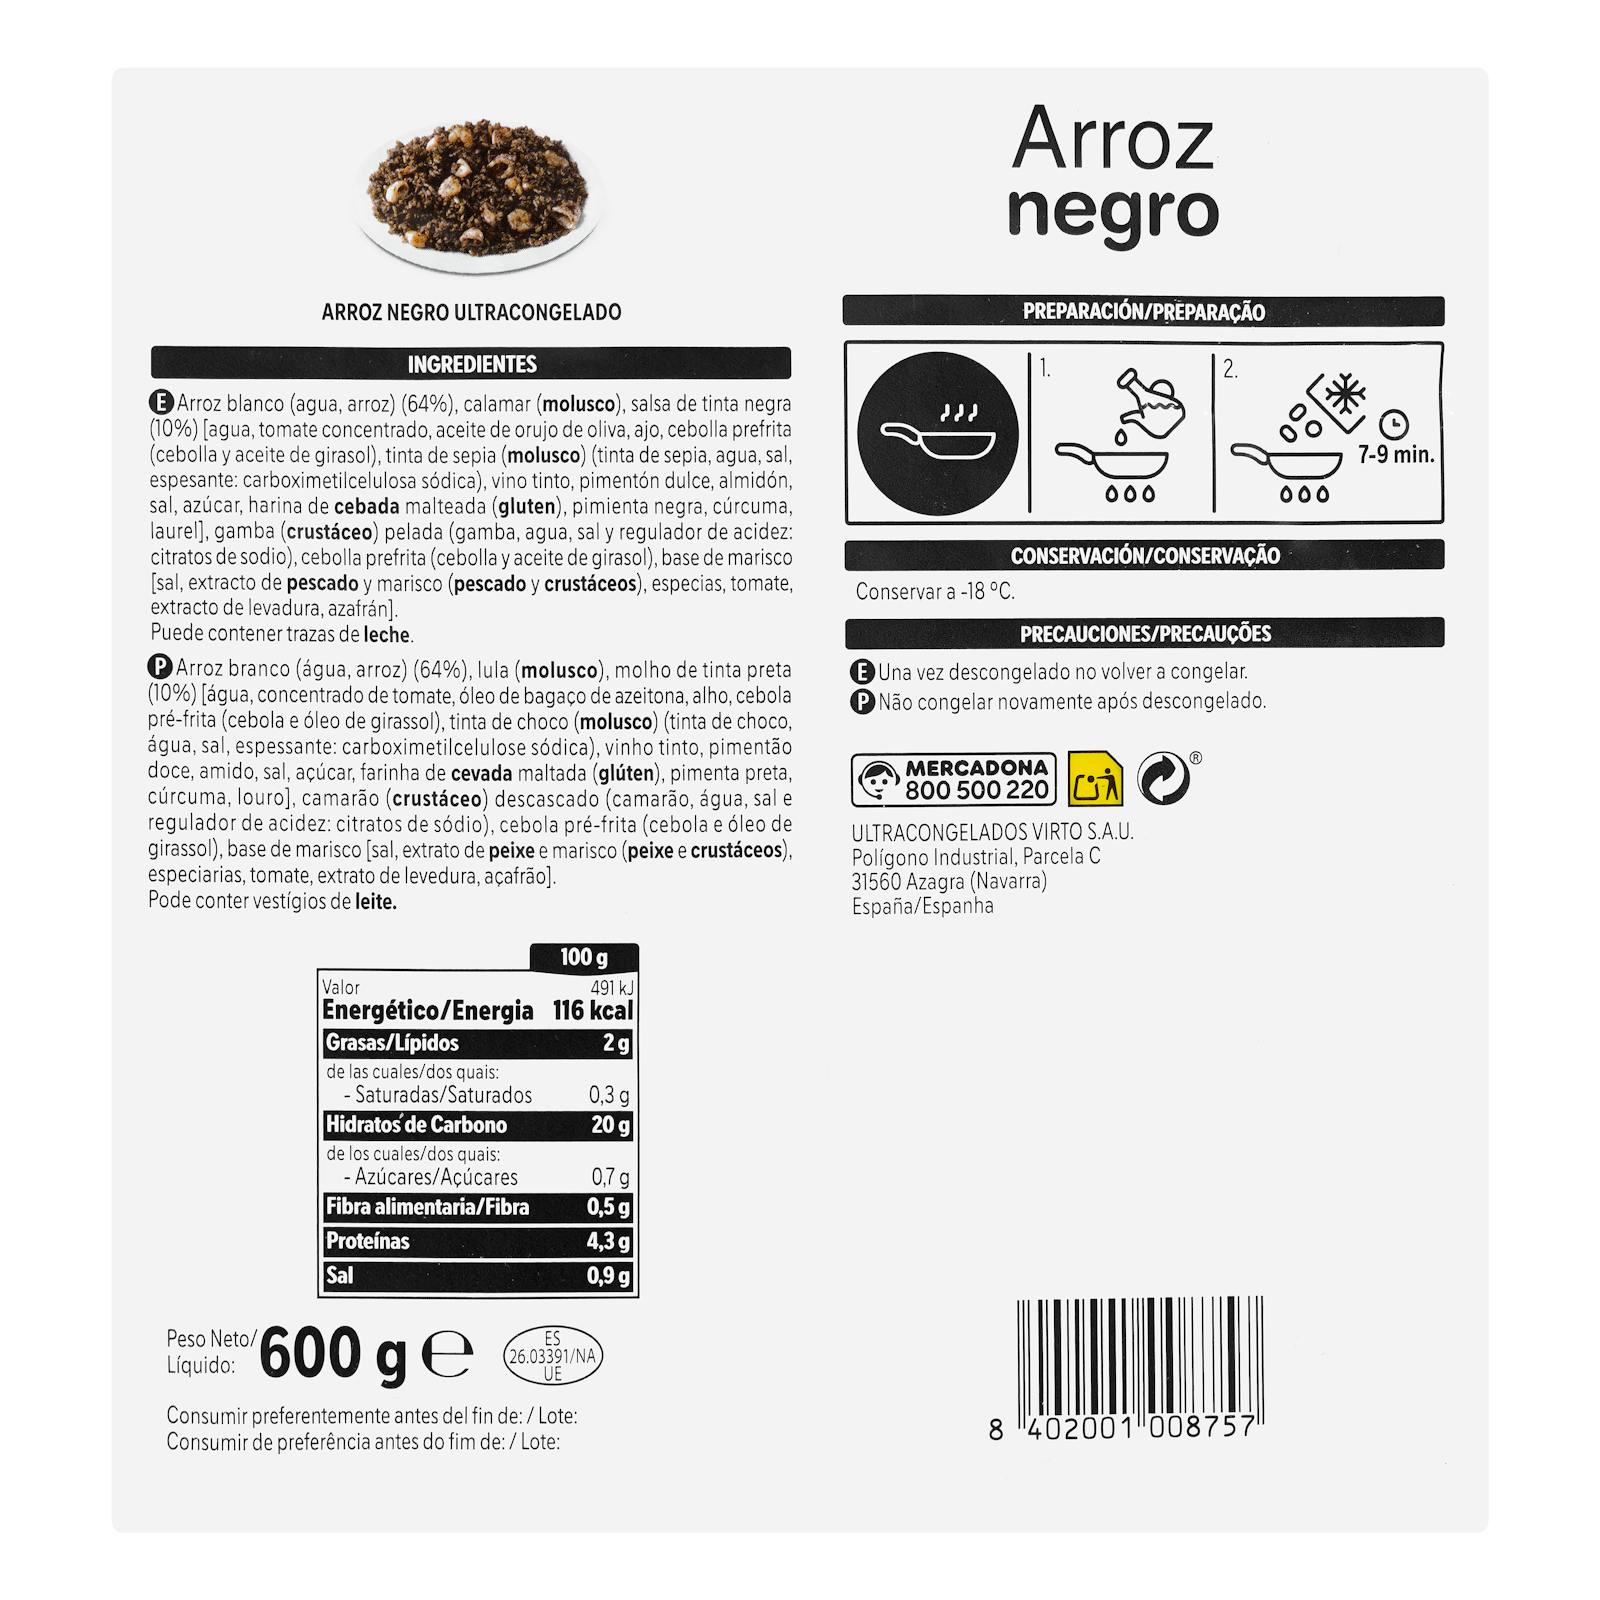 ARROZ NEGRO ULTRACONGELADO
INGREDIENTES
E Arroz blanco (agua, arroz) (64%), calamar (molusco), salsa de tinta negra
(10%) [agua, tomate concentrado, aceite de orujo de oliva, ajo, cebolla prefrita
(cebolla y aceite de girasol), tinta de sepia (molusco) (tinta de sepia, agua, sal,
espesante: carboximetilcelulosa sódica), vino tinto, pimentón dulce, almidón,
sal, azúcar, harina de cebada malteada (gluten), pimienta negra, cúrcuma,
laurel], gamba (crustáceo) pelada (gamba, agua, sal y regulador de acidez:
citratos de sodio), cebolla prefrita (cebolla y aceite de girasol), base de marisco
[sal, extracto de pescado y marisco (pescado y crustáceos), especias, tomate,
extracto de levadura, azafrán].
Puede contener trazas de leche.
P Arroz branco (água, arroz) (64%), lula (molusco), molho de tinta preta
(10%) [água, concentrado de tomate, óleo de bagaço de azeitona, alho, cebola
pré-frita (cebola e óleo de girassol), tinta de choco (molusco) (tinta de choco,
água, sal, espessante: carboximetilcelulose sódica), vinho tinto, pimentão
doce, amido, sal, açúcar, farinha de cevada maltada (glúten), pimenta preta,
cúrcuma, louro], camarão (crustáceo) descascado (camarão, água, sal e
regulador de acidez: citratos de sódio), cebola pré-frita (cebola e óleo de
girassol), base de marisco [sal, extrato de peixe e marisco (peixe e crustáceos),
especiarias, tomate, extrato de levedura, açafrão].
Pode conter vestígios de leite.
100 g
Valor 491 kJ
Energético/Energia 116 kcal
Grasas/Lípidos 2 g
de las cuales/dos quais:
- Saturadas/Saturados 0,3 g
Hidratos de Carbono 20 g
de los cuales/dos quais:
- Azúcares/Açúcares 0,7 g
Fibra alimentaria/Fibra 0,5 g
Proteínas 4,3 g
Sal 0,9 g
Peso Neto/
Líquido:
600 g e
ES
26.03391/NA
UE
Consumir preferentemente antes del fin de: / Lote:
Consumir de preferência antes do fim de: / Lote:
Arroz
negro
PREPARACIÓN/PREPARAÇÃO
1.
2.
7-9 min.
CONSERVACIÓN/CONSERVAÇÃO
Conservar a -18 ºC.
PRECAUCIONES/PRECAUÇÕES
E Una vez descongelado no volver a congelar.
P Não congelar novamente após descongelado.
MERCADONA
800 500 220
®
ULTRACONGELADOS VIRTO S.A.U.
Polígono Industrial, Parcela C
31560 Azagra (Navarra)
España/Espanha
8 402001 008757